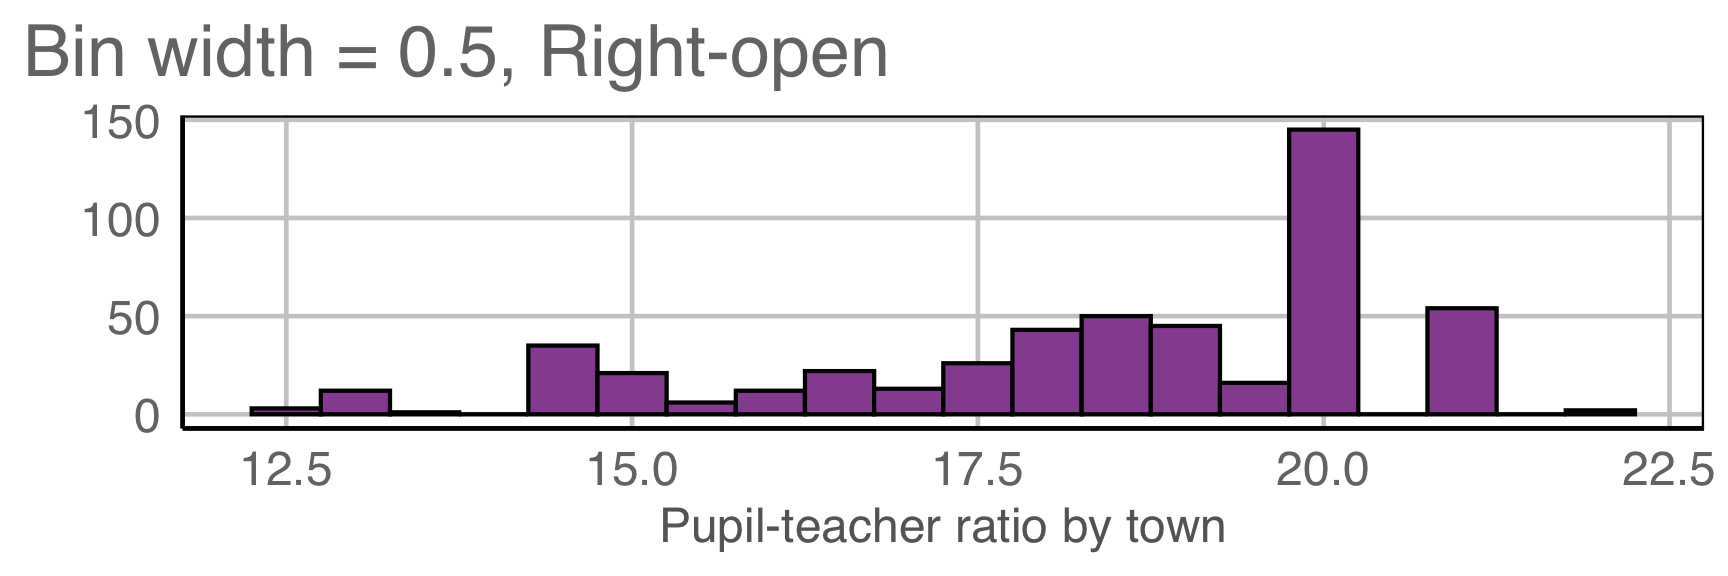 Bin width = 0.5, Right-open
150
100
50
0
12.5 15.0 17.5 20.0 22.5
Pupil-teacher ratio by town